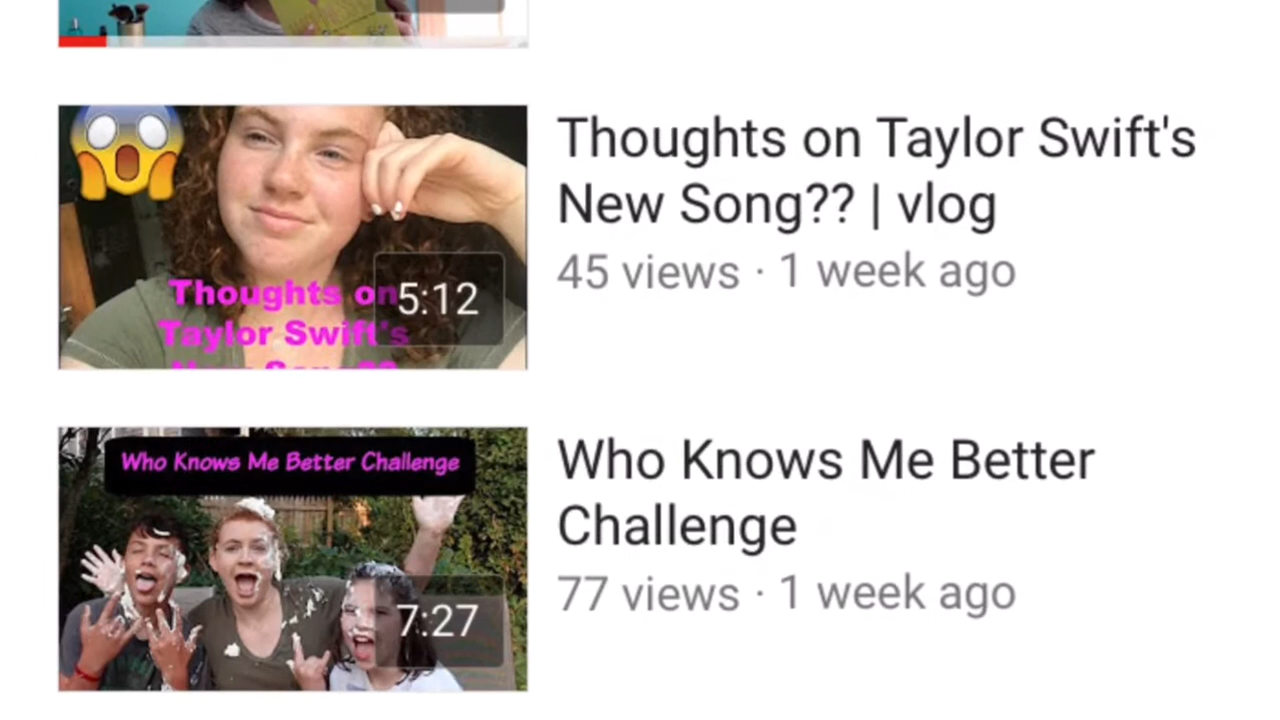 Thoughts on Taylor Swift's
New Song?? | vlog
45 views · 1 week ago
Thoughts on
Taylor Swift's
5:12
Who Knows Me Better
Challenge
77 views · 1 week ago
Who Knows Me Better Challenge
7:27